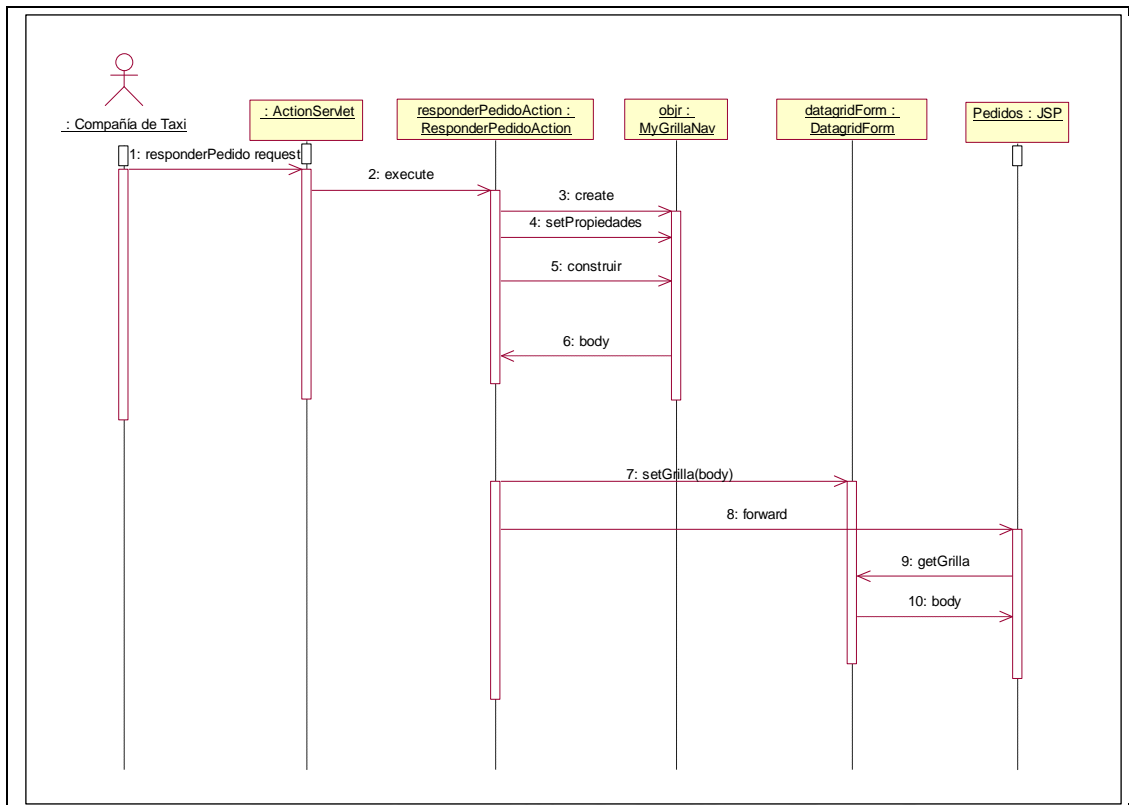 : Compañía de Taxi
: ActionServlet
responderPedidoAction :
ResponderPedidoAction
objr :
MyGrillaNav
datagridForm :
DatagridForm
Pedidos : JSP
1: responderPedido request
2: execute
3: create
4: setPropiedades
5: construir
6: body
7: setGrilla(body)
8: forward
9: getGrilla
10: body